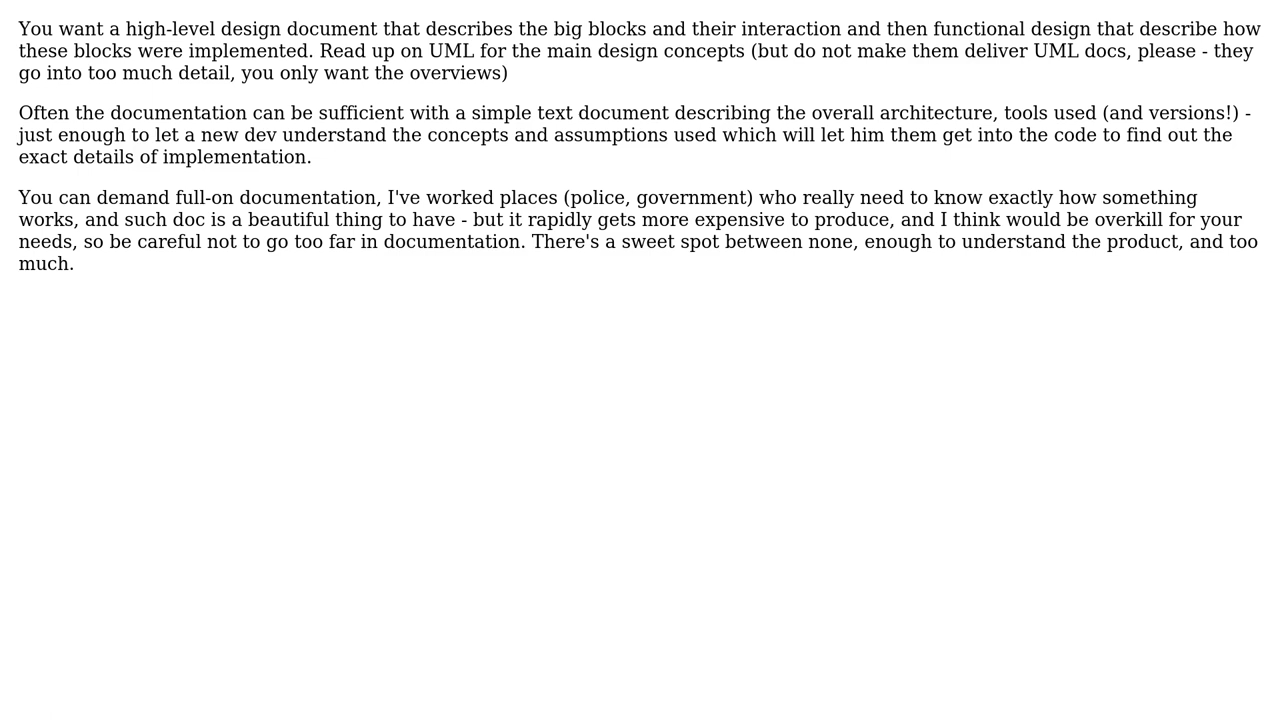 You want a high-level design document that describes the big blocks and their interaction and then functional design that describe how
these blocks were implemented. Read up on UML for the main design concepts (but do not make them deliver UML docs, please - they
go into too much detail, you only want the overviews)
Often the documentation can be sufficient with a simple text document describing the overall architecture, tools used (and versions!) -
just enough to let a new dev understand the concepts and assumptions used which will let him them get into the code to find out the
exact details of implementation.
You can demand full-on documentation, I've worked places (police, government) who really need to know exactly how something
works, and such doc is a beautiful thing to have - but it rapidly gets more expensive to produce, and I think would be overkill for your
needs, so be careful not to go too far in documentation. There's a sweet spot between none, enough to understand the product, and too
much.